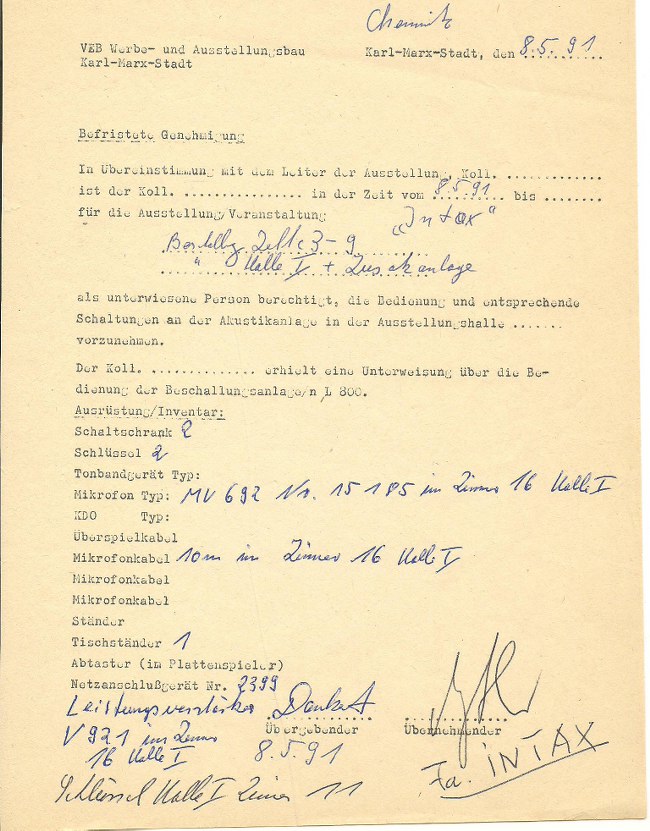 Chemnitz
VEB Werbe- und Ausstellungsbau
Karl-Marx-Stadt
Karl-Marx-Stadt, den 8.5.91
Befristete Genehmigung
In Übereinstimmung mit dem Leiter der Ausstellung, Koll. .............
ist der Koll. ................ in der Zeit vom 8.5.91 bis ........
für die Ausstellung/Veranstaltung "Intax"
Zelte 3-9
" Halle I + Zusatzanlage
als unterwiesene Person berechtigt, die Bedienung und entsprechende
Schaltungen an der Akustikanlage in der Ausstellungshalle .......
vorzunehmen.
Der Koll. .............. erhielt eine Unterweisung über die Be-
dienung der Beschallungsanlage/n L 800.
Ausrüstung/Inventar:
Schaltschrank 2
Schlüssel 2
Tonbandgerät Typ:
Mikrofon Typ: MV 692 Nr. 15 185 im Zimmer 16 Halle I
KDO Typ:
Überspielkabel
Mikrofonkabel 10m im Zimmer 16 Halle I
Mikrofonkabel
Mikrofonkabel
Ständer
Tischständer 1
Abtaster (im Plattenspieler)
Netzanschlußgerät Nr. 2399
Leistungsverstärker
V 921 im Zimmer
16 Halle I
Übergebender
8.5.91
Übernehmender
Fa. INTAX
Schlüssel Halle I Zimmer 11